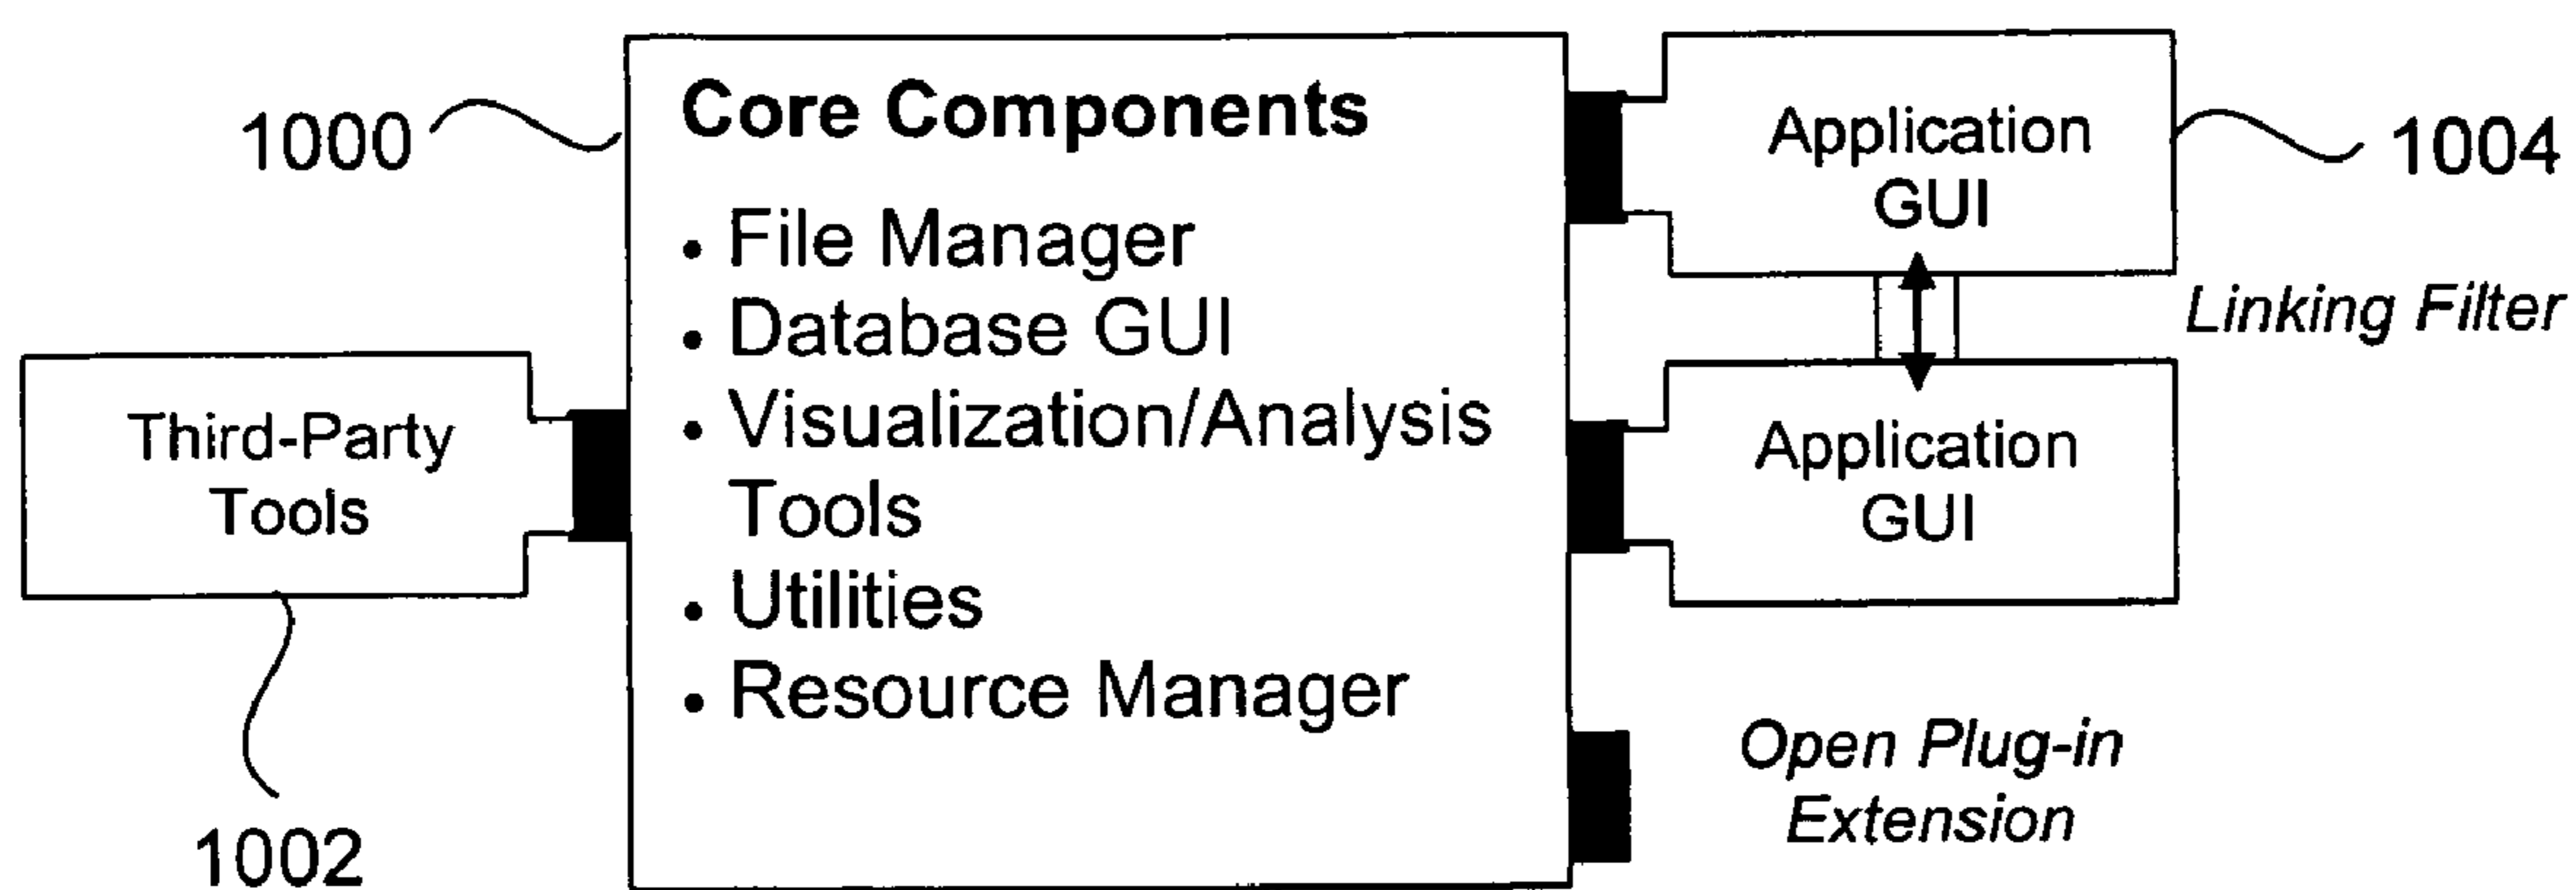 1000
Core Components
• File Manager
• Database GUI
• Visualization/Analysis
Tools
• Utilities
• Resource Manager
Third-Party
Tools
1002
Application
GUI
1004
Linking Filter
Application
GUI
Open Plug-in
Extension